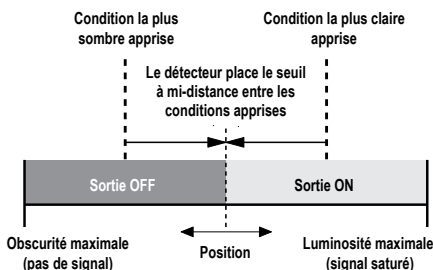 Condition la plus
sombre apprise
Condition la plus claire
apprise
Le détecteur place le seuil
à mi-distance entre les
conditions apprises
Sortie OFF
Sortie ON
Obscurité maximale
(pas de signal)
Position
Luminosité maximale
(signal saturé)